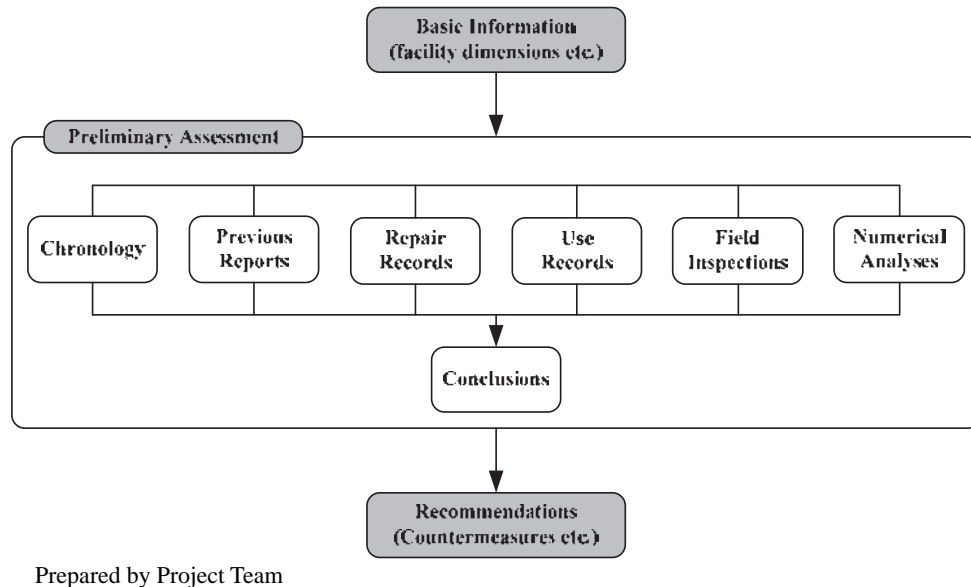 Basic Information
(facility dimensions etc.)
Preliminary Assessment
Chronology
Previous
Reports
Repair
Records
Use
Records
Field
Inspections
Numerical
Analyses
Conclusions
Recommendations
(Countermeasures etc.)
Prepared by Project Team